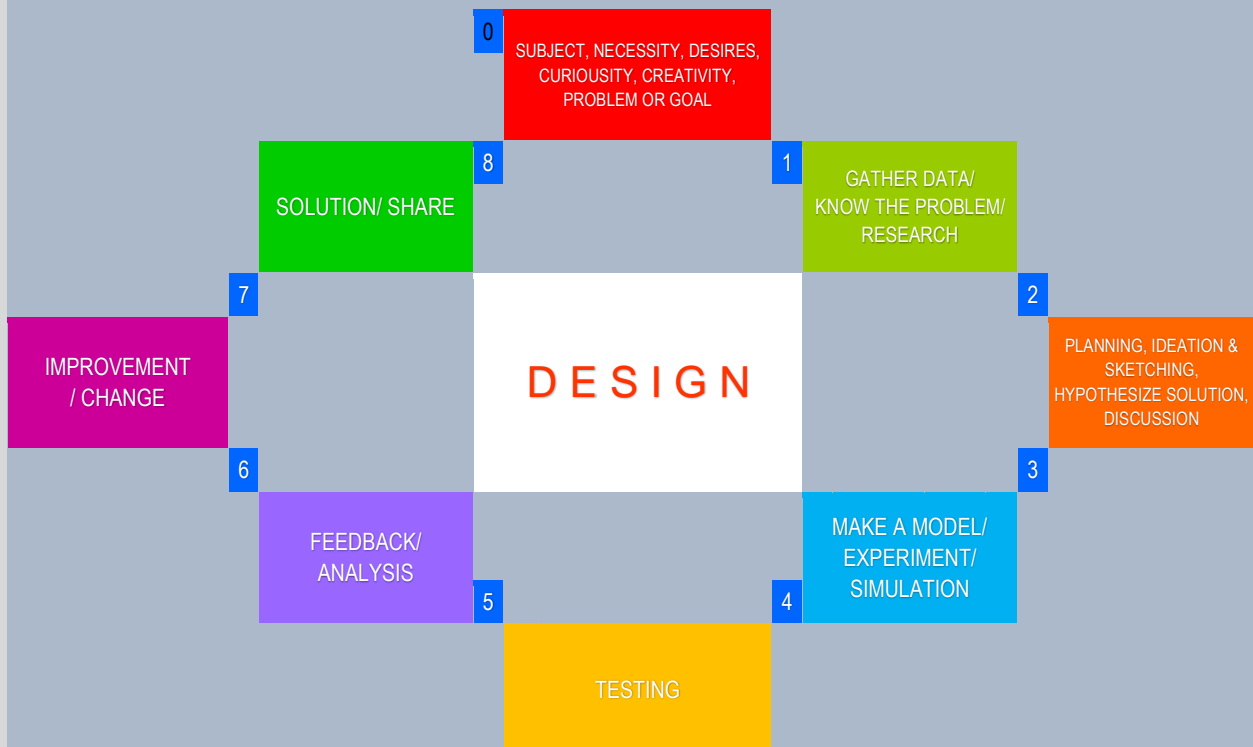 0
SUBJECT, NECESSITY, DESIRES,
CURIOUSITY, CREATIVITY,
PROBLEM OR GOAL
1
GATHER DATA/
KNOW THE PROBLEM/
RESEARCH
2
PLANNING, IDEATION &
SKETCHING,
HYPOTHESIZE SOLUTION,
DISCUSSION
3
MAKE A MODEL/
EXPERIMENT/
SIMULATION
4
TESTING
5
FEEDBACK/
ANALYSIS
6
IMPROVEMENT
/ CHANGE
7
SOLUTION/ SHARE
8
DESIGN